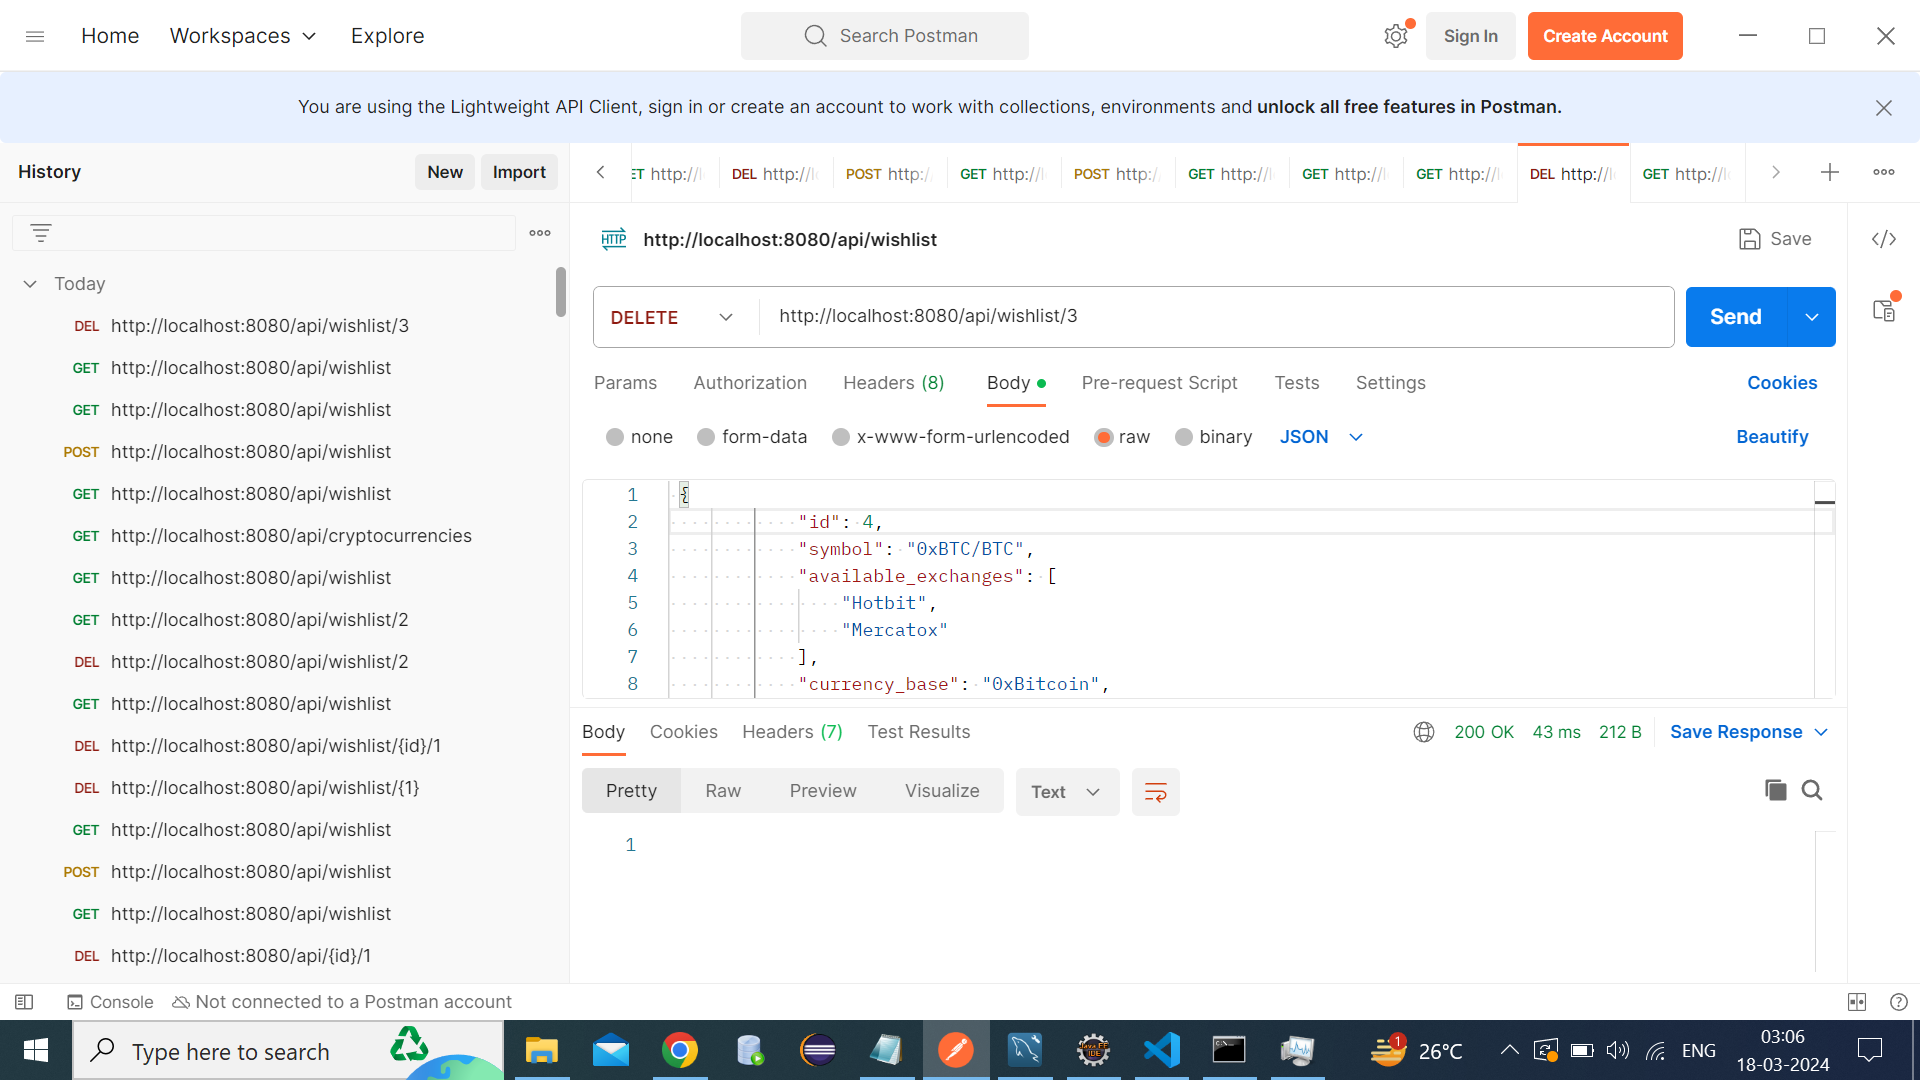 Home Workspaces Explore Search Postman Sign In Create Account
You are using the Lightweight API Client, sign in or create an account to work with collections, environments and unlock all free features in Postman.
History New Import
ET http://l DEL http://l POST http:/ GET http://l POST http:/ GET http://l GET http://l GET http://l DEL http://l GET http://l
HTTP http://localhost:8080/api/wishlist Save
Today
DEL http://localhost:8080/api/wishlist/3
GET http://localhost:8080/api/wishlist
GET http://localhost:8080/api/wishlist
POST http://localhost:8080/api/wishlist
GET http://localhost:8080/api/wishlist
GET http://localhost:8080/api/cryptocurrencies
GET http://localhost:8080/api/wishlist
GET http://localhost:8080/api/wishlist/2
DEL http://localhost:8080/api/wishlist/2
GET http://localhost:8080/api/wishlist
DEL http://localhost:8080/api/wishlist/{id}/1
DEL http://localhost:8080/api/wishlist/{1}
GET http://localhost:8080/api/wishlist
POST http://localhost:8080/api/wishlist
GET http://localhost:8080/api/wishlist
DEL http://localhost:8080/api/{id}/1
DELETE http://localhost:8080/api/wishlist/3 Send
Params Authorization Headers (8) Body Pre-request Script Tests Settings Cookies
none form-data x-www-form-urlencoded raw binary JSON Beautify
1 {
2 "id": 4,
3 "symbol": "0xBTC/BTC",
4 "available_exchanges": [
5 "Hotbit",
6 "Mercatox"
7 ],
8 "currency_base": "0xBitcoin",
Body Cookies Headers (7) Test Results 200 OK 43 ms 212 B Save Response
Pretty Raw Preview Visualize Text
1
Console Not connected to a Postman account
Type here to search 1 26°C ENG 03:06
18-03-2024